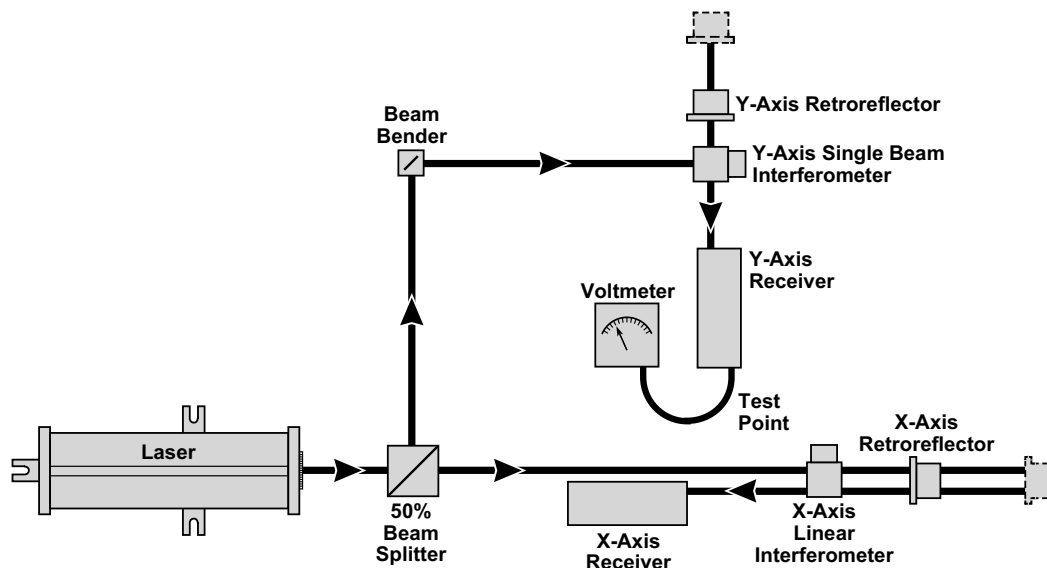 Y-Axis Retroreflector
Beam
Bender
Y-Axis Single Beam
Interferometer
Y-Axis
Receiver
Voltmeter
Test
Point
X-Axis
Retroreflector
Laser
50%
Beam
Splitter
X-Axis
Receiver
X-Axis
Linear
Interferometer